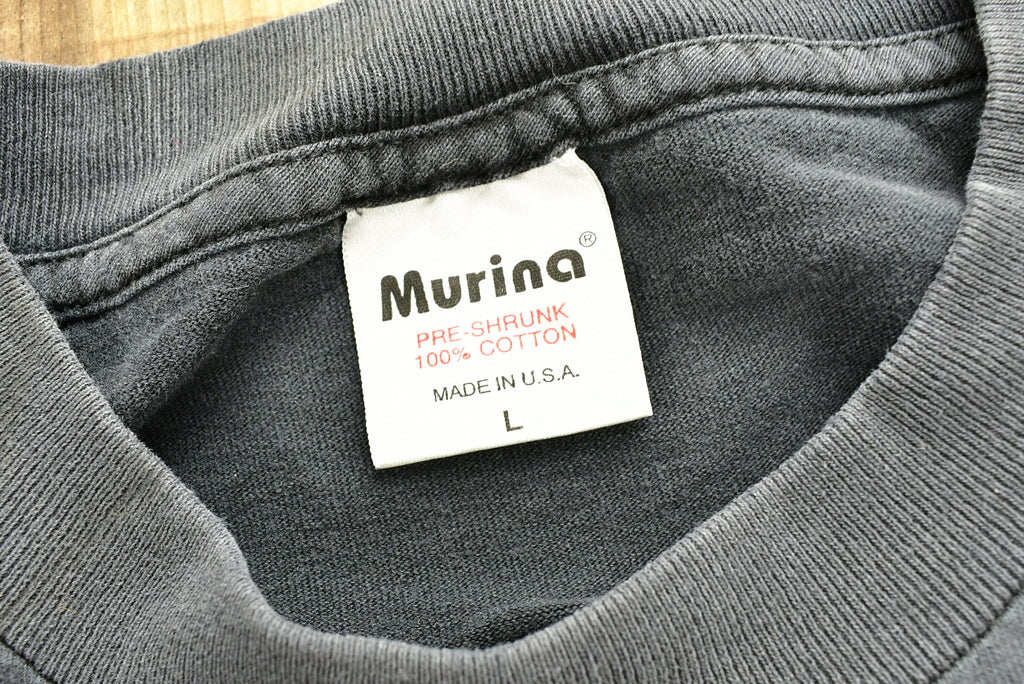 Murina®
PRE-SHRUNK
100% COTTON
MADE IN U.S.A.
L